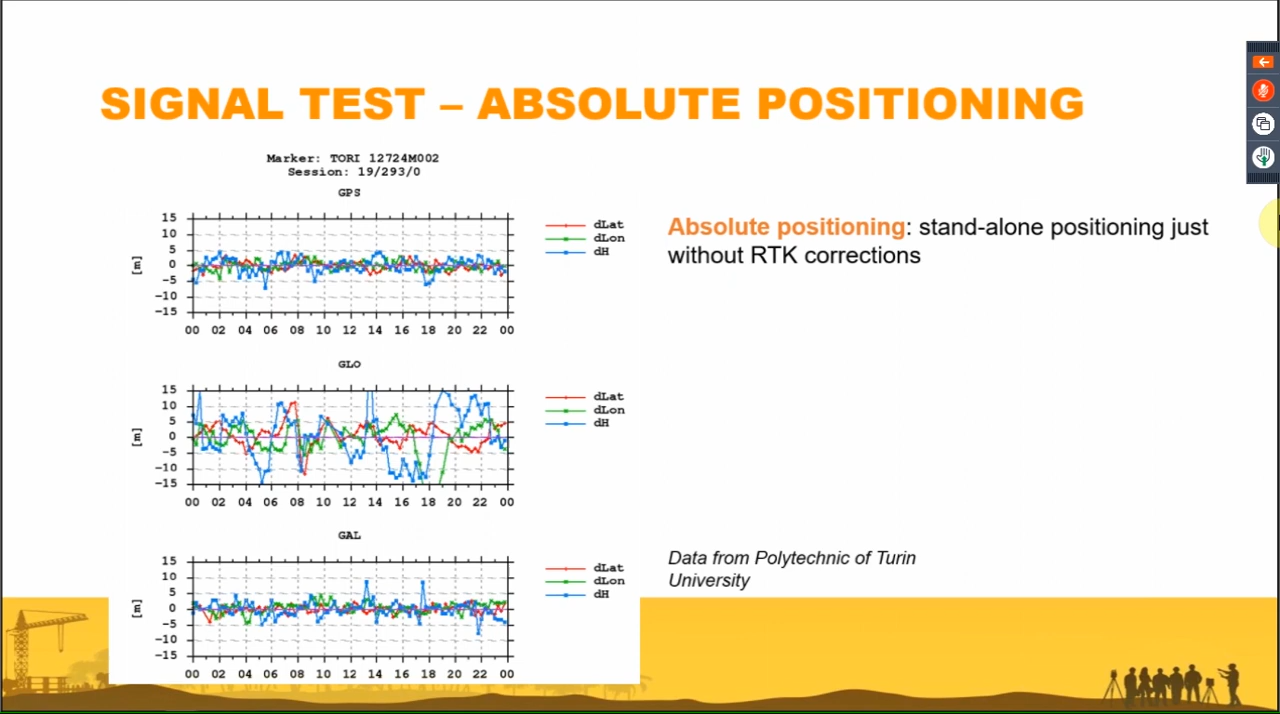 SIGNAL TEST – ABSOLUTE POSITIONING
Marker: TORI 12724M002
Session: 19/293/0
GPS
15
10
5
0
-5
-10
-15
[m]
00 02 04 06 08 10 12 14 16 18 20 22 00
dLat
dLon
dH
GLO
15
10
5
0
-5
-10
-15
[m]
00 02 04 06 08 10 12 14 16 18 20 22 00
dLat
dLon
dH
GAL
15
10
5
0
-5
-10
-15
[m]
00 02 04 06 08 10 12 14 16 18 20 22 00
dLat
dLon
dH
Absolute positioning: stand-alone positioning just
without RTK corrections
Data from Polytechnic of Turin
University